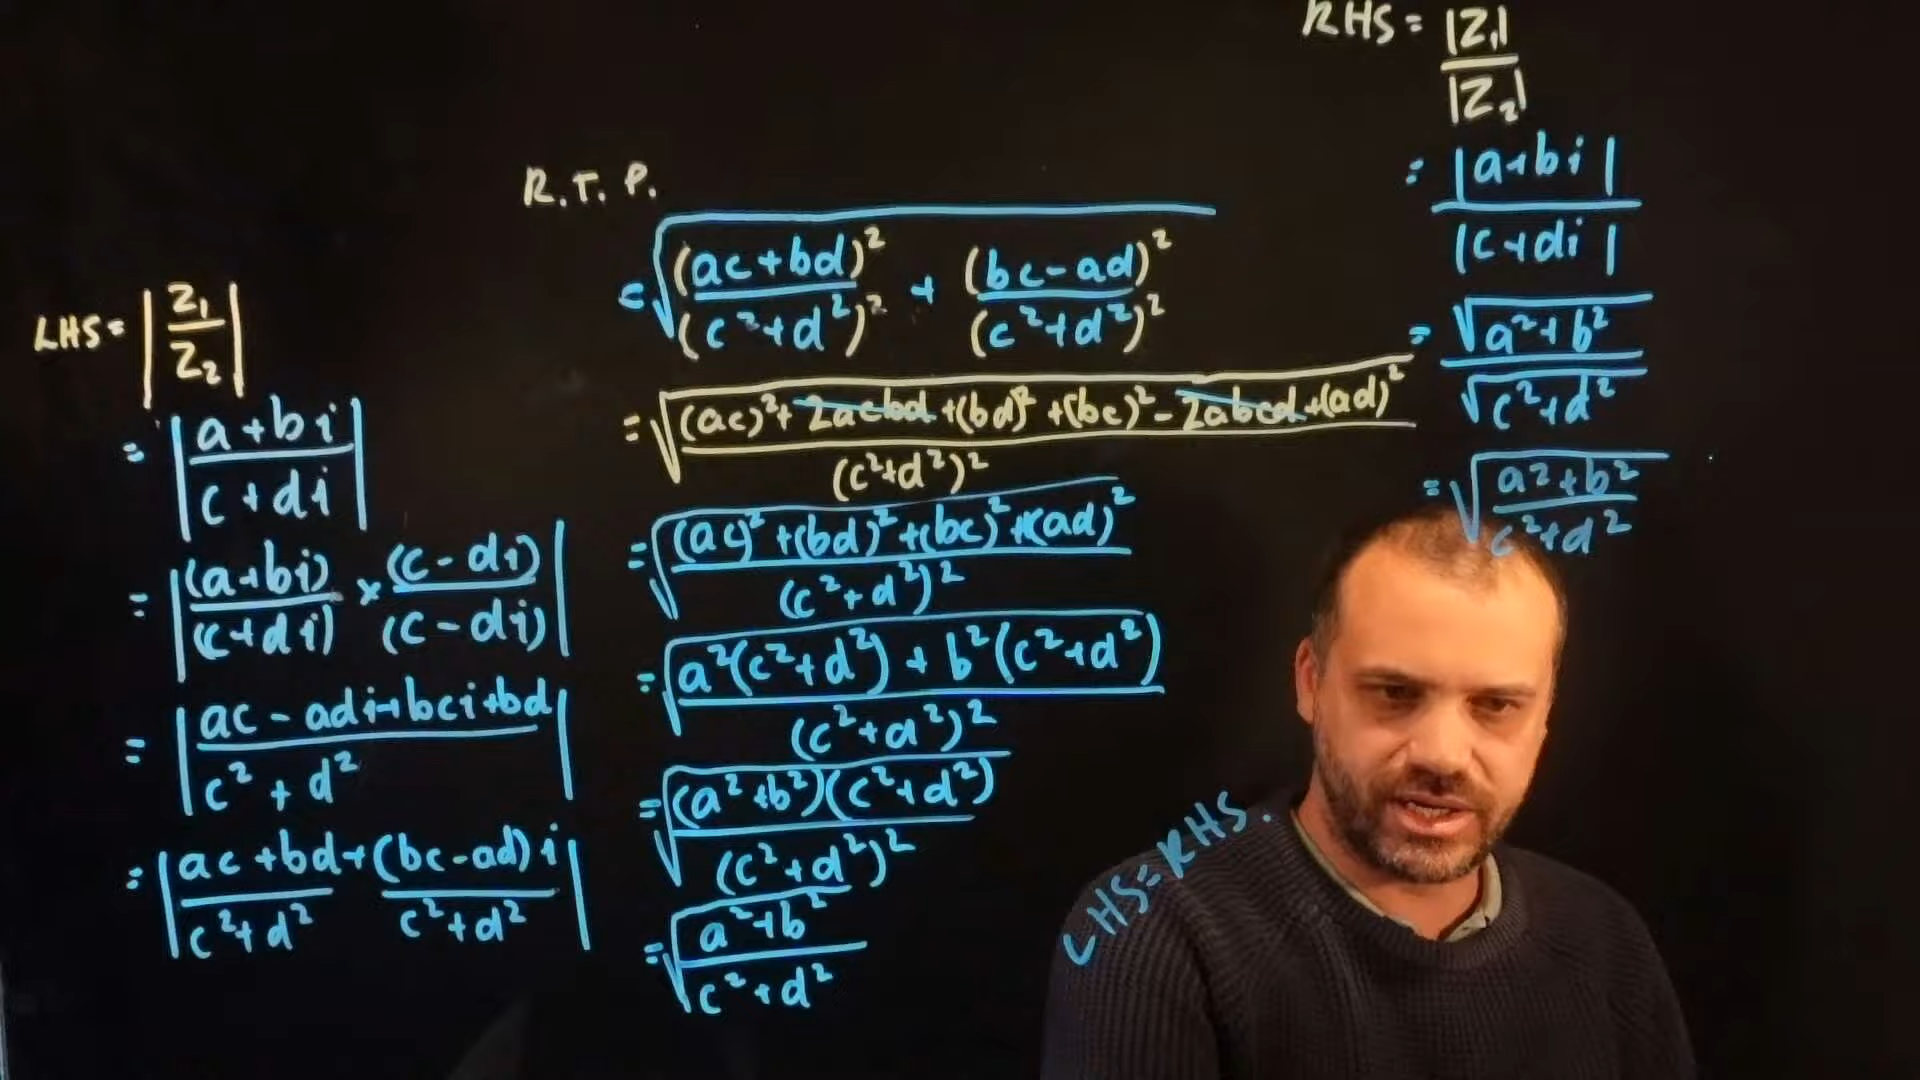 LHS = |z₁/z₂|
= |(a+bi)/(c+di)|
= |(a+bi)/(c+di) × (c-di)/(c-di)|
= |(ac - adi + bci + bd)/(c² + d²)|
= |(ac + bd)/(c²+d²) + (bc-ad)i/(c²+d²)|
R.T.P.
= √((ac+bd)²/(c²+d²)² + (bc-ad)²/(c²+d²)²)
= √(((ac)² + 2acbd + (bd)² + (bc)² - 2abcd + (ad)²)/(c²+d²)²)
= √(((ac)² + (bd)² + (bc)² + (ad)²)/(c²+d²)²)
= √((a²(c²+d²) + b²(c²+d²))/(c²+d²)²)
= √((a²+b²)(c²+d²)/(c²+d²)²)
= √((a²+b²)/(c²+d²))
RHS = |z₁|/|z₂|
= |a+bi|/|c+di|
= √(a²+b²)/√(c²+d²)
= √((a²+b²)/(c²+d²))
LHS = RHS.